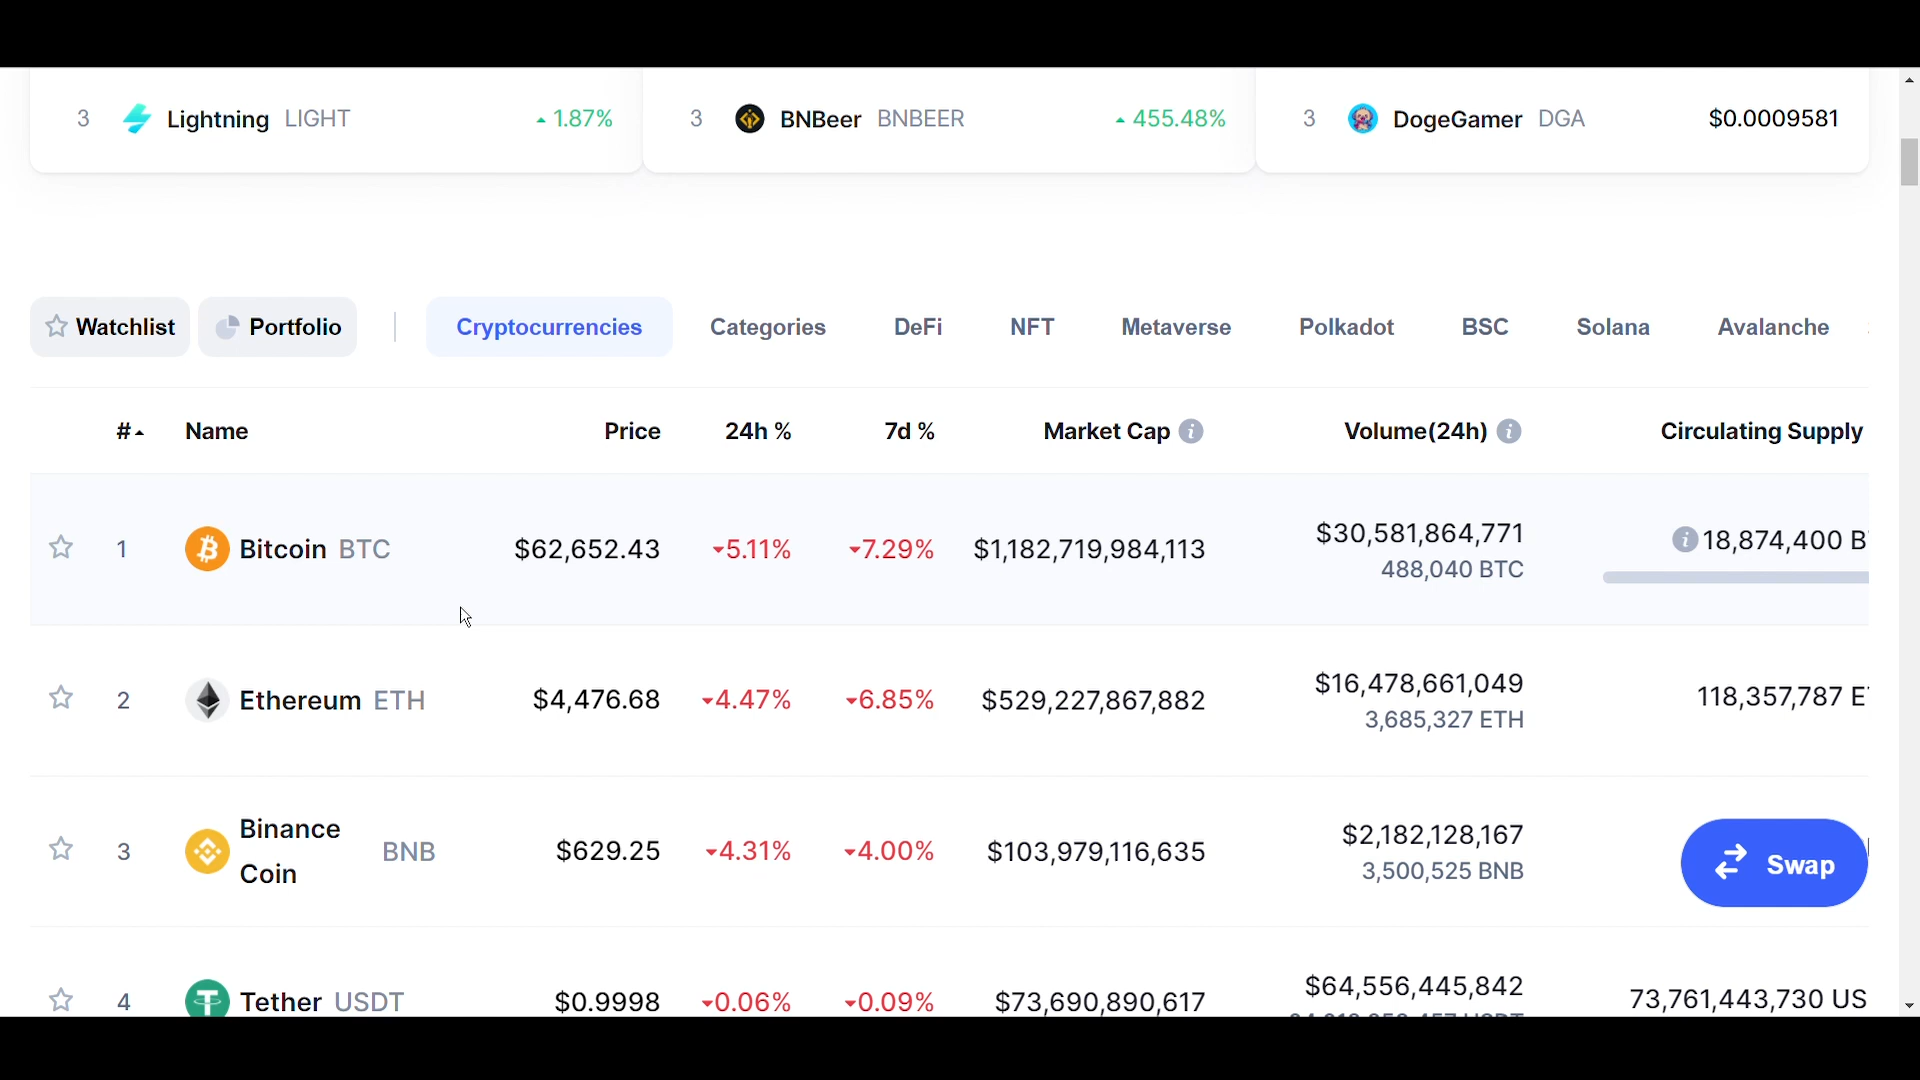 3 Lightning LIGHT 1.87% 3 BNBeer BNBEER 455.48% 3 DogeGamer DGA $0.0009581
Watchlist Portfolio Cryptocurrencies Categories DeFi NFT Metaverse Polkadot BSC Solana Avalanche
# Name Price 24h % 7d % Market Cap Volume(24h) Circulating Supply
1 Bitcoin BTC $62,652.43 5.11% 7.29% $1,182,719,984,113 $30,581,864,771 18,874,400 B
488,040 BTC
2 Ethereum ETH $4,476.68 4.47% 6.85% $529,227,867,882 $16,478,661,049 118,357,787 E
3,685,327 ETH
3 Binance Coin BNB $629.25 4.31% 4.00% $103,979,116,635 $2,182,128,167
3,500,525 BNB
Swap
4 Tether USDT $0.9998 0.06% 0.09% $73,690,890,617 $64,556,445,842 73,761,443,730 US